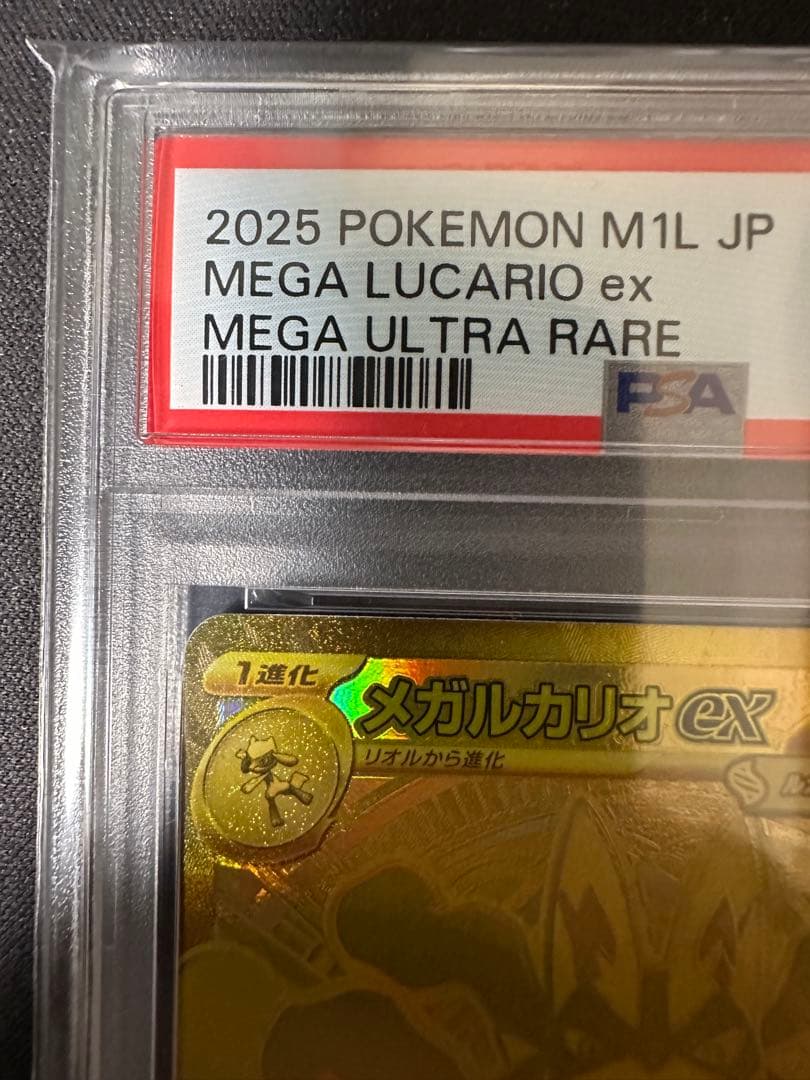 2025 POKEMON M1L JP
MEGA LUCARIO ex
MEGA ULTRA RARE
PSA
1進化
メガルカリオex
リオルから進化